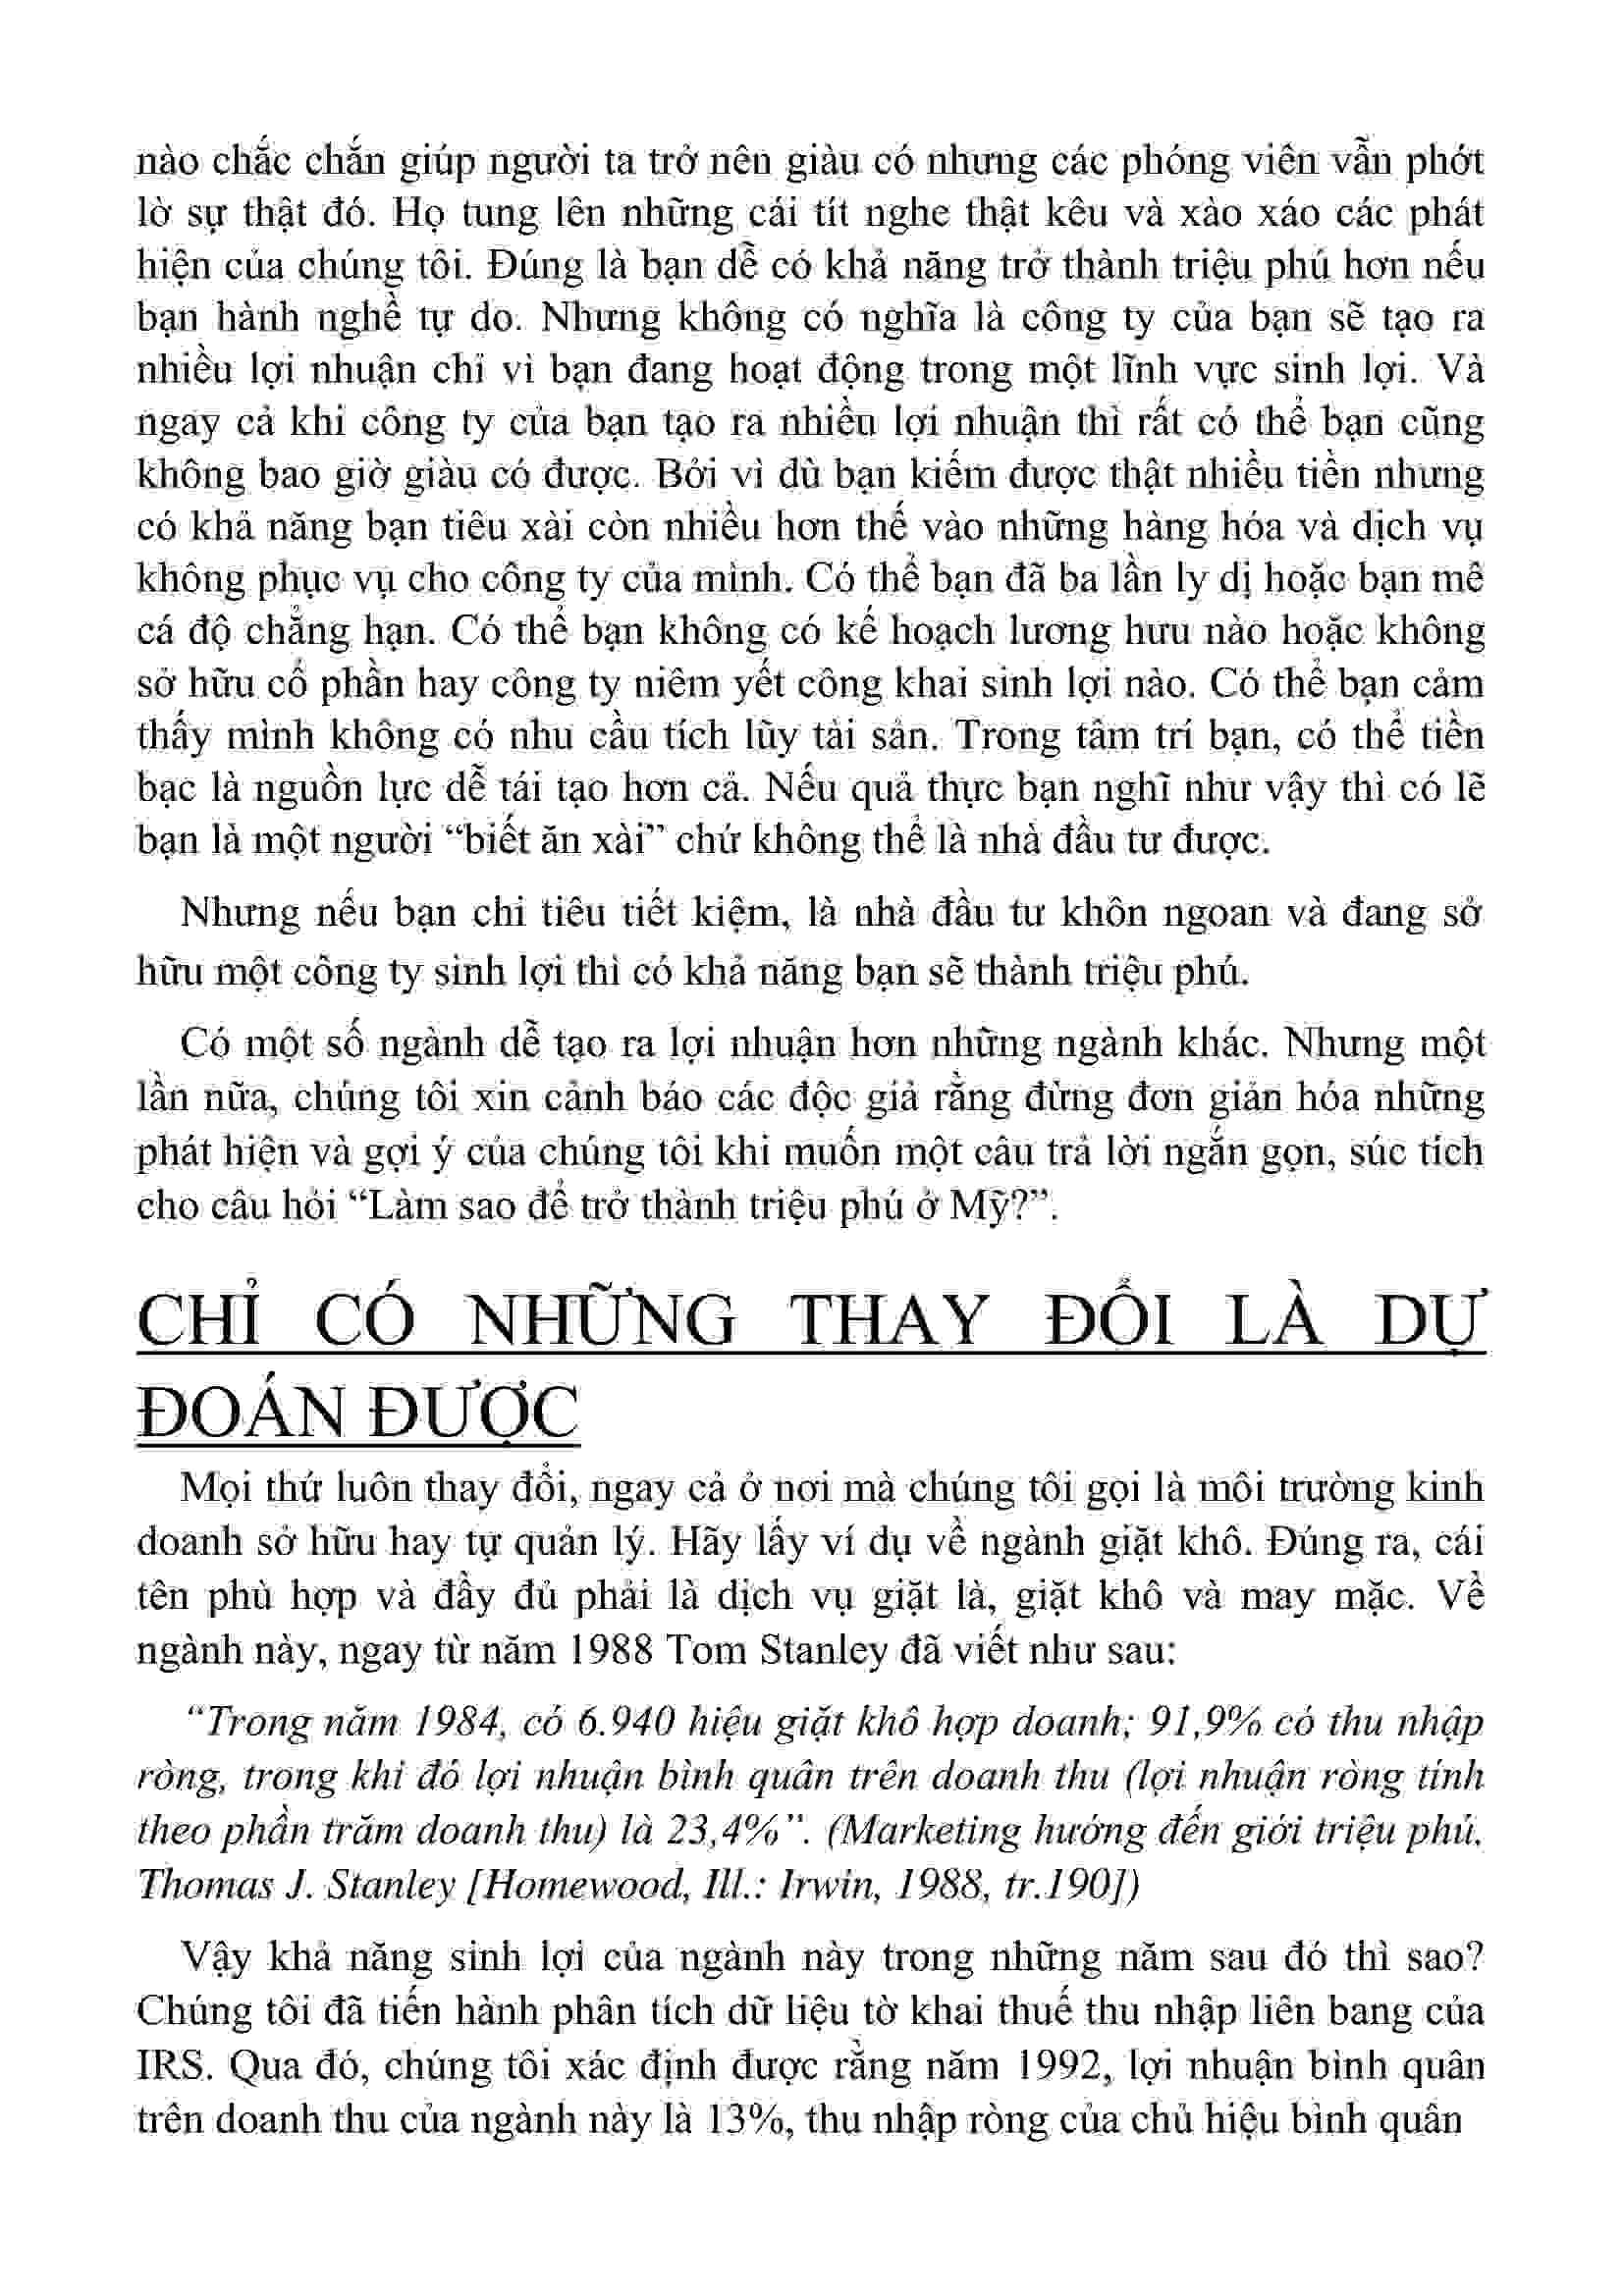 nào chắc chắn giúp người ta trở nên giàu có nhưng các phóng viên vẫn phớt
lờ sự thật đó. Họ tung lên những cái tít nghe thật kêu và xào xáo các phát
hiện của chúng tôi. Đúng là bạn dễ có khả năng trở thành triệu phú hơn nếu
bạn hành nghề tự do. Nhưng không có nghĩa là công ty của bạn sẽ tạo ra
nhiều lợi nhuận chỉ vì bạn đang hoạt động trong một lĩnh vực sinh lợi. Và
ngay cả khi công ty của bạn tạo ra nhiều lợi nhuận thì rất có thể bạn cũng
không bao giờ giàu có được. Bởi vì dù bạn kiếm được thật nhiều tiền nhưng
có khả năng bạn tiêu xài còn nhiều hơn thế vào những hàng hóa và dịch vụ
không phục vụ cho công ty của mình. Có thể bạn đã ba lần ly dị hoặc bạn mê
cá độ chẳng hạn. Có thể bạn không có kế hoạch lương hưu nào hoặc không
sở hữu cổ phần hay công ty niêm yết công khai sinh lợi nào. Có thể bạn cảm
thấy mình không có nhu cầu tích lũy tài sản. Trong tâm trí bạn, có thể tiền
bạc là nguồn lực dễ tái tạo hơn cả. Nếu quả thực bạn nghĩ như vậy thì có lẽ
bạn là một người “biết ăn xài” chứ không thể là nhà đầu tư được.
Nhưng nếu bạn chi tiêu tiết kiệm, là nhà đầu tư khôn ngoan và đang sở
hữu một công ty sinh lợi thì có khả năng bạn sẽ thành triệu phú.
Có một số ngành dễ tạo ra lợi nhuận hơn những ngành khác. Nhưng một
lần nữa, chúng tôi xin cảnh báo các độc giả rằng đừng đơn giản hóa những
phát hiện và gợi ý của chúng tôi khi muốn một câu trả lời ngắn gọn, súc tích
cho câu hỏi “Làm sao để trở thành triệu phú ở Mỹ?”.
CHỈ CÓ NHỮNG THAY ĐỔI LÀ DỰ
ĐOÁN ĐƯỢC
Mọi thứ luôn thay đổi, ngay cả ở nơi mà chúng tôi gọi là môi trường kinh
doanh sở hữu hay tự quản lý. Hãy lấy ví dụ về ngành giặt khô. Đúng ra, cái
tên phù hợp và đầy đủ phải là dịch vụ giặt là, giặt khô và may mặc. Về
ngành này, ngay từ năm 1988 Tom Stanley đã viết như sau:
“Trong năm 1984, có 6.940 hiệu giặt khô hợp doanh; 91,9% có thu nhập
ròng, trong khi đó lợi nhuận bình quân trên doanh thu (lợi nhuận ròng tính
theo phần trăm doanh thu) là 23,4%”. (Marketing hướng đến giới triệu phú.
Thomas J. Stanley [Homewood, Ill.: Irwin, 1988, tr.190])
Vậy khả năng sinh lợi của ngành này trong những năm sau đó thì sao?
Chúng tôi đã tiến hành phân tích dữ liệu tờ khai thuế thu nhập liên bang của
IRS. Qua đó, chúng tôi xác định được rằng năm 1992, lợi nhuận bình quân
trên doanh thu của ngành này là 13%, thu nhập ròng của chủ hiệu bình quân